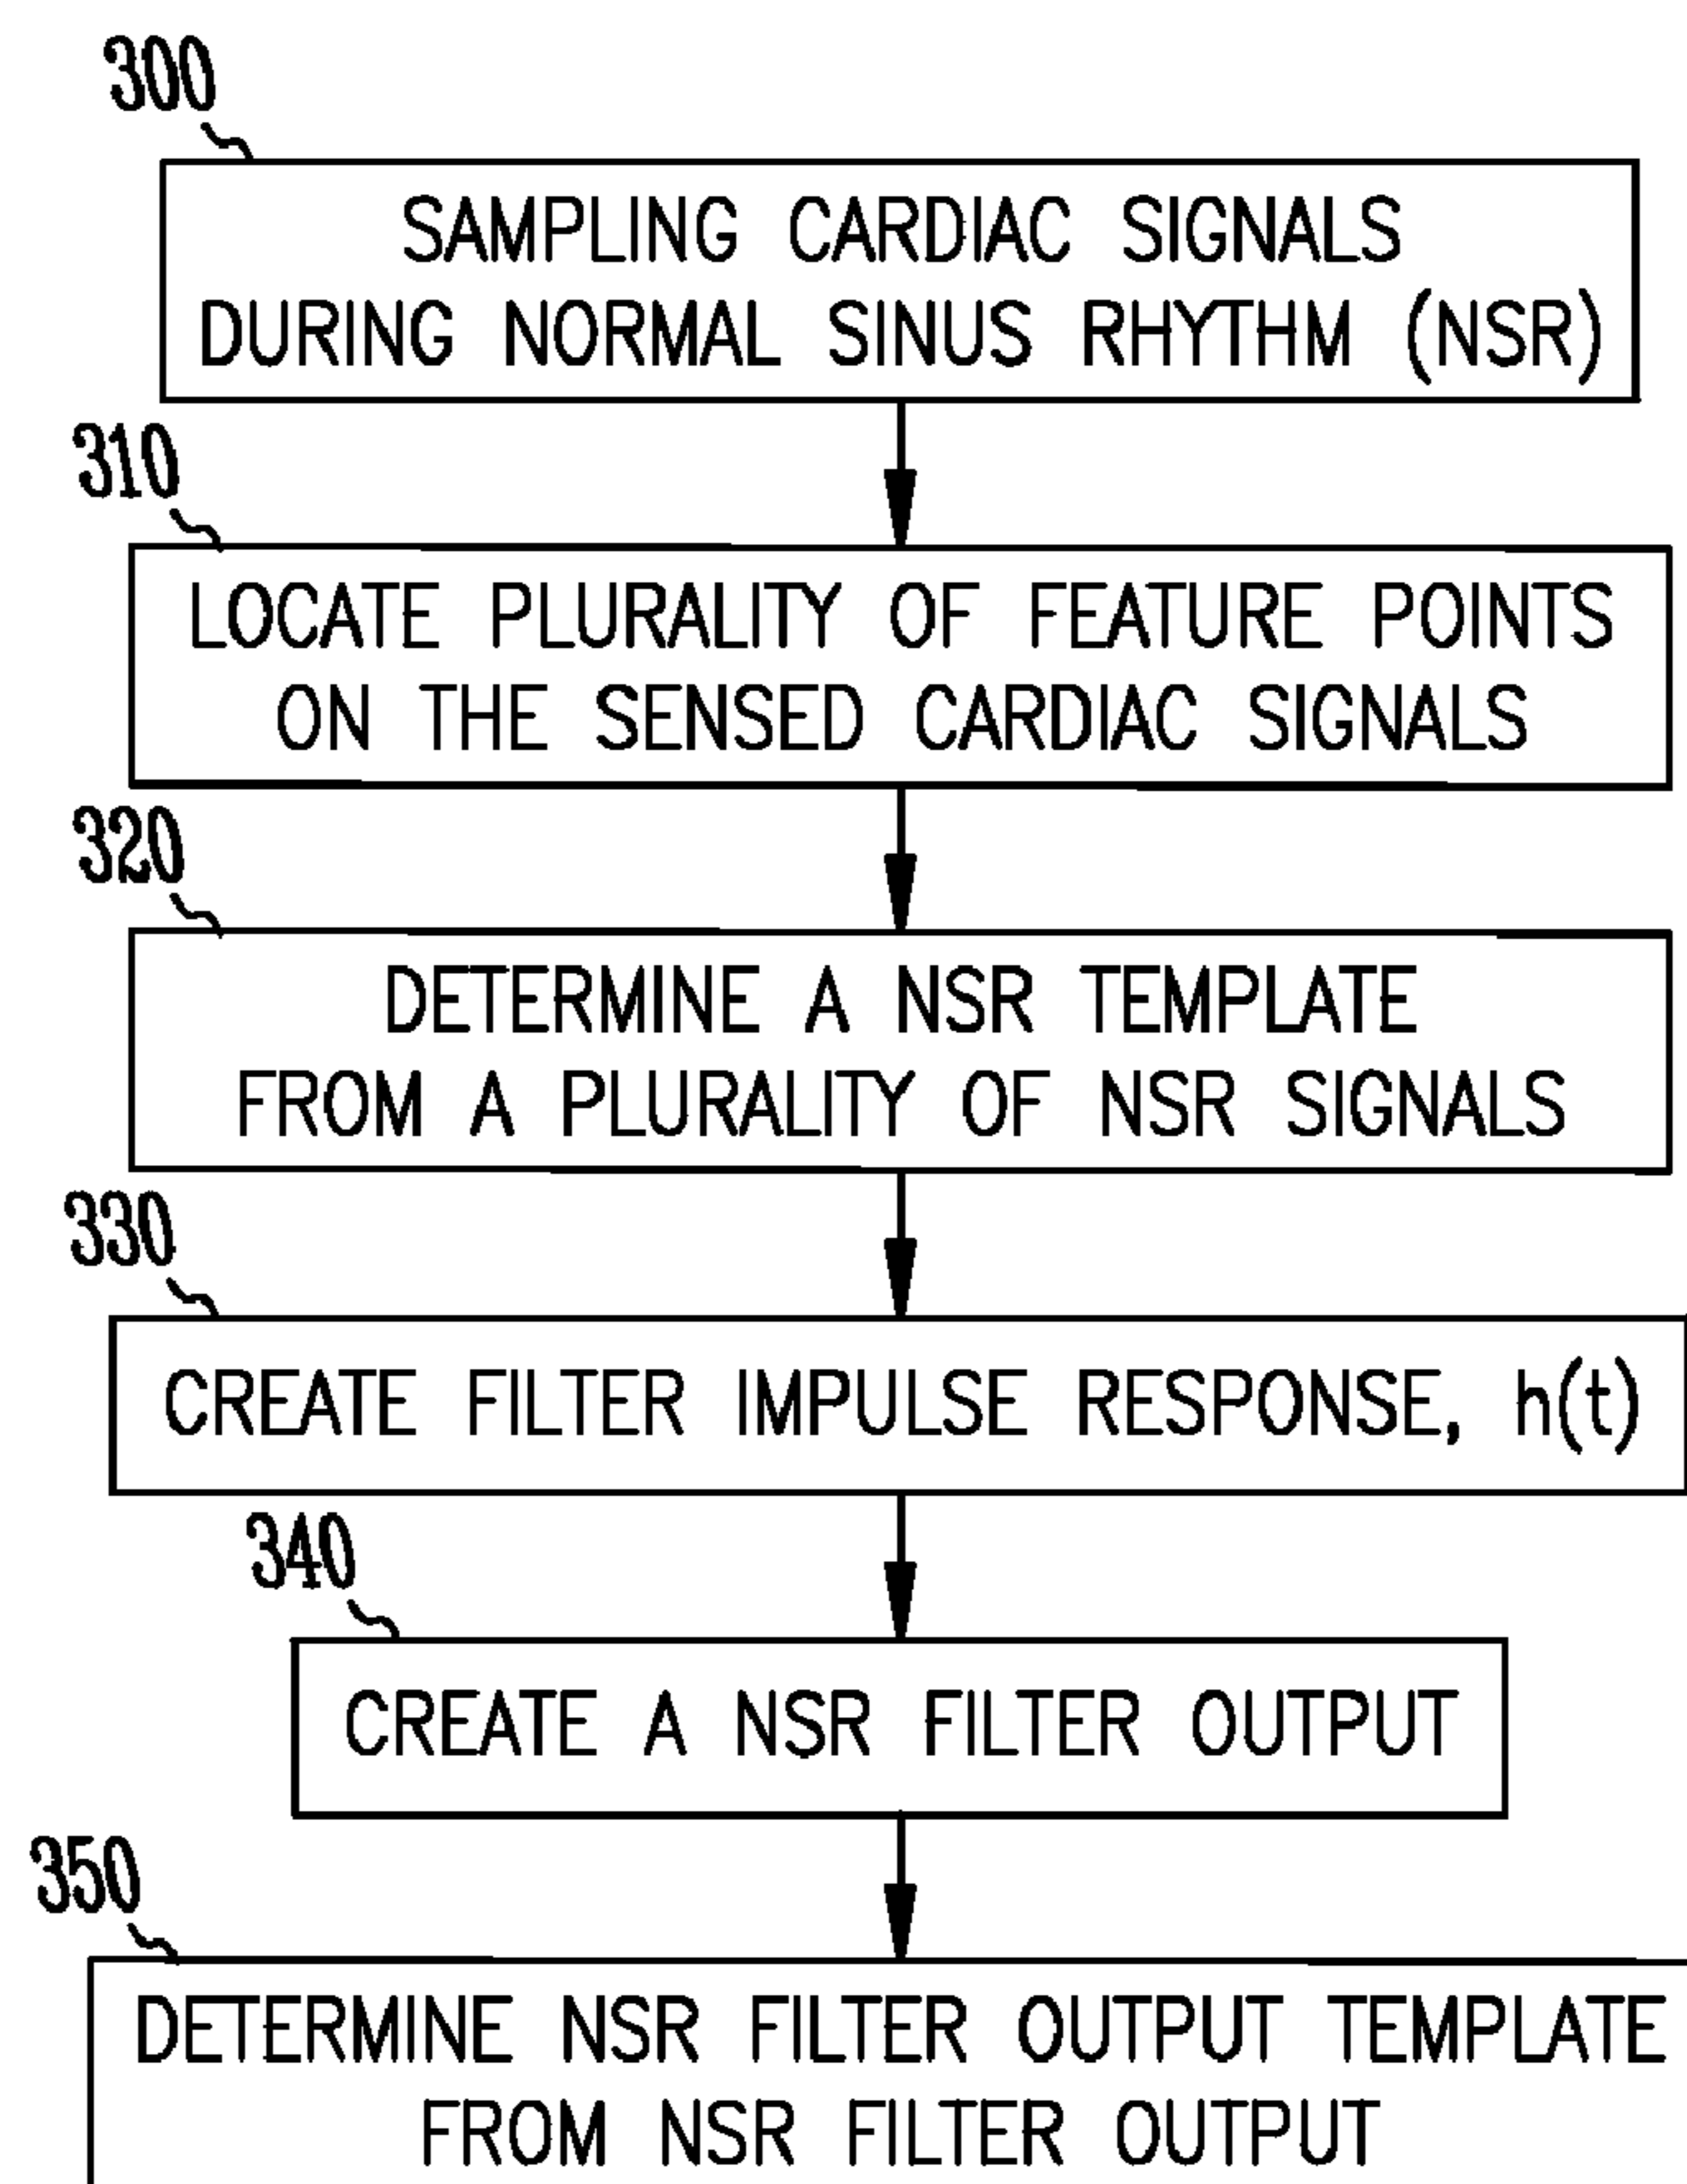 300
SAMPLING CARDIAC SIGNALS
DURING NORMAL SINUS RHYTHM (NSR)
310
LOCATE PLURALITY OF FEATURE POINTS
ON THE SENSED CARDIAC SIGNALS
320
DETERMINE A NSR TEMPLATE
FROM A PLURALITY OF NSR SIGNALS
330
CREATE FILTER IMPULSE RESPONSE, h(t)
340
CREATE A NSR FILTER OUTPUT
350
DETERMINE NSR FILTER OUTPUT TEMPLATE
FROM NSR FILTER OUTPUT